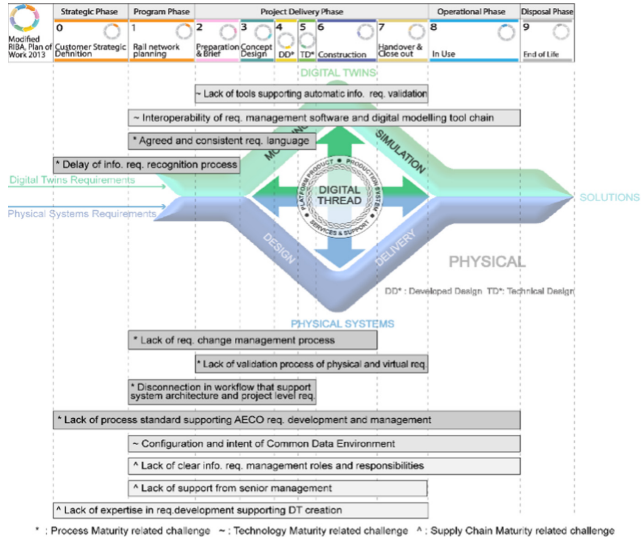 Strategic Phase Program Phase Project Delivery Phase Operational Phase Disposal Phase
0 1 2 3 4 5 6 7 8 9
Modified
RIBA, Plan of
Work 2013
Customer Strategic
Definition
Rail network
planning
Preparation
& Brief
Concept
Design
DD*
TD*
Construction
Handover &
Close out
In Use
End of Life
DIGITAL TWINS
~ Lack of tools supporting automatic info. req. validation
~ Interoperability of req. management software and digital modelling tool chain
* Agreed and consistent req. language
SIMULATION
* Delay of info. req. recognition process
Digital Twins Requirements
PLATFORM PRODUCT ★ PRODUCTION SYSTEM ★ SERVICES & SUPPORT ★
DIGITAL
THREAD
SOLUTIONS
Physical Systems Requirements
DESIGN
DELIVERY
PHYSICAL
DD* : Developed Design TD*: Technical Design
PHYSICAL SYSTEMS
* Lack of req. change management process
* Lack of validation process of physical and virtual req.
* Disconnection in workflow that support
system architecture and project level req.
* Lack of process standard supporting AECO req. development and management
~ Configuration and intent of Common Data Environment
^ Lack of clear info. req. management roles and responsibilities
^ Lack of support from senior management
^ Lack of expertise in req.development supporting DT creation
* : Process Maturity related challenge ~ : Technology Maturity related challenge ^ : Supply Chain Maturity related challenge